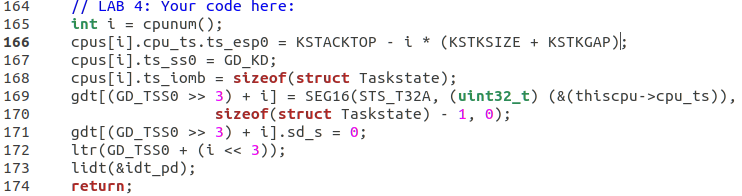 164 // LAB 4: Your code here:
165 int i = cpunum();
166 cpus[i].cpu_ts.ts_esp0 = KSTACKTOP - i * (KSTKSIZE + KSTKGAP);
167 cpus[i].ts_ss0 = GD_KD;
168 cpus[i].ts_iomb = sizeof(struct Taskstate);
169 gdt[(GD_TSS0 >> 3) + i] = SEG16(STS_T32A, (uint32_t) (&(thiscpu->cpu_ts)),
170 sizeof(struct Taskstate) - 1, 0);
171 gdt[(GD_TSS0 >> 3) + i].sd_s = 0;
172 ltr(GD_TSS0 + (i << 3));
173 lidt(&idt_pd);
174 return;